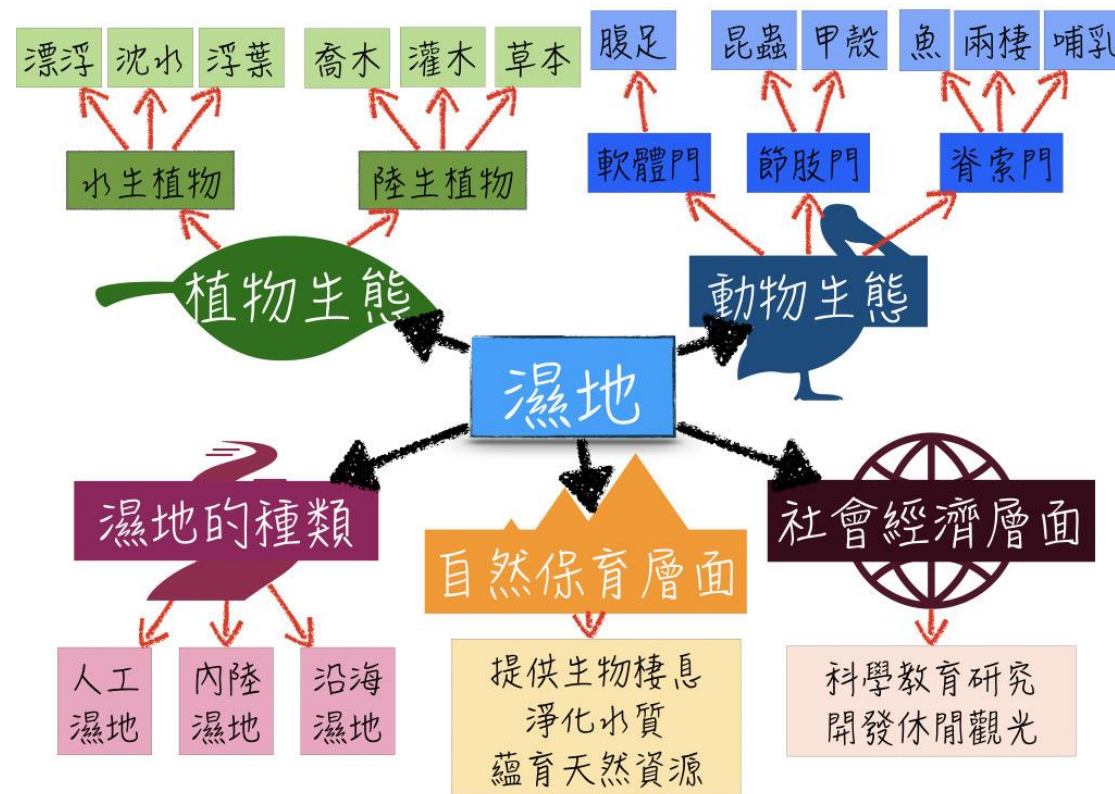 漂浮 沈水 浮葉 喬木 灌木 草本 腹足 昆蟲 甲殼 魚 兩棲 哺乳
水生植物 陸生植物 軟體門 節肢門 脊索門
植物生態 動物生態
濕地
濕地的種類 自然保育層面 社會經濟層面
人工
濕地
內陸
濕地
沿海
濕地
提供生物棲息
淨化水質
蘊育天然資源
科學教育研究
開發休閒觀光